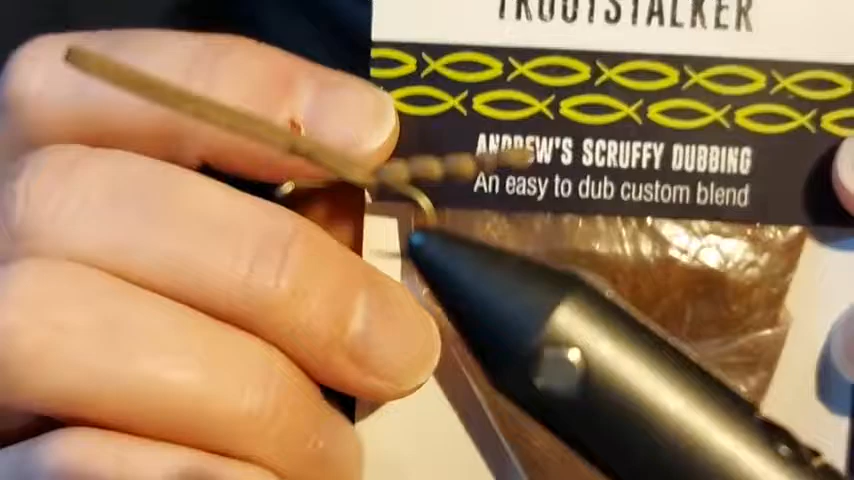 TROUTSTALKER
ANDREW'S SCRUFFY DUBBING
An easy to dub custom blend